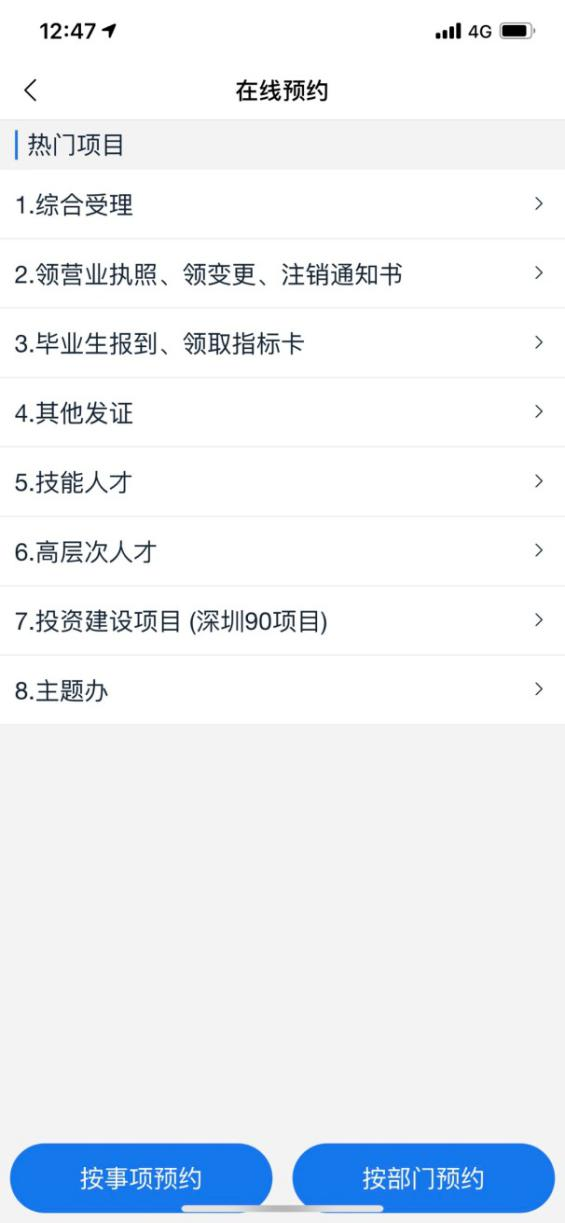 12:47
4G
在线预约
热门项目
1.综合受理
2.领营业执照、领变更、注销通知书
3.毕业生报到、领取指标卡
4.其他发证
5.技能人才
6.高层次人才
7.投资建设项目 (深圳90项目)
8.主题办
按事项预约
按部门预约